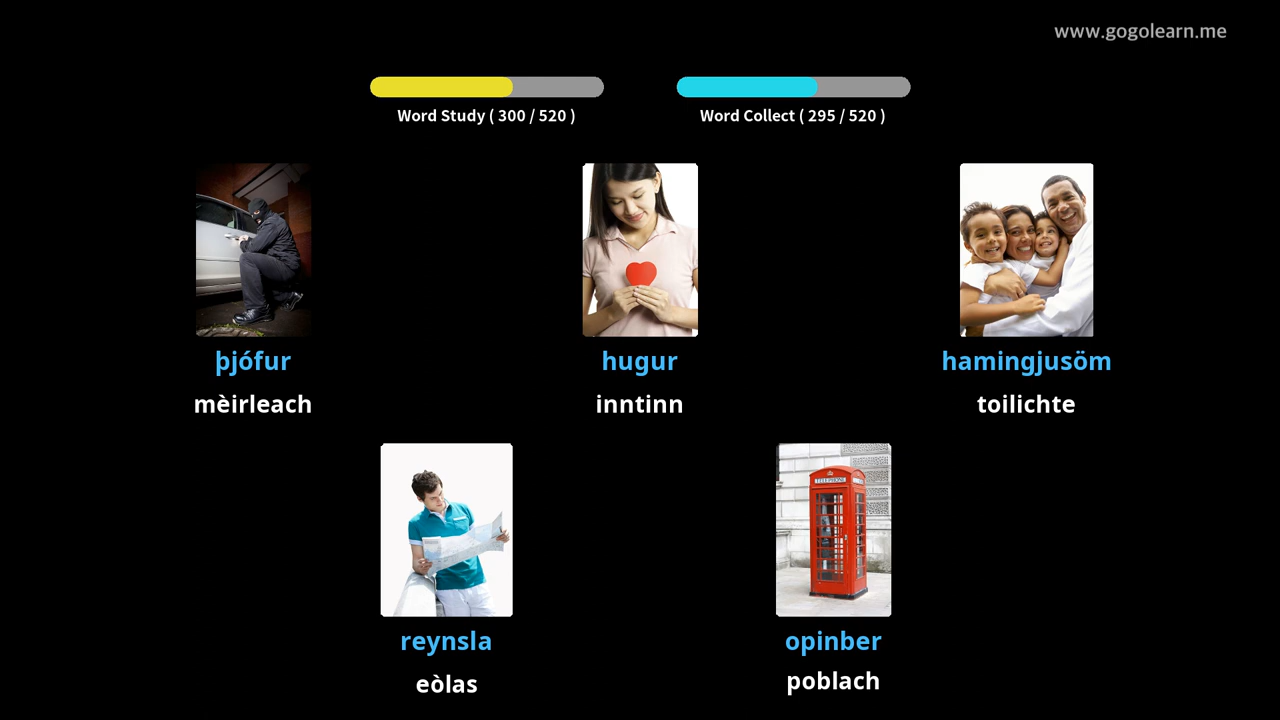 www.gogolearn.me
Word Study ( 300 / 520 )
Word Collect ( 295 / 520 )
þjófur
mèirleach
hugur
inntinn
hamingjusöm
toilichte
TELEPHONE
reynsla
eòlas
opinber
poblach